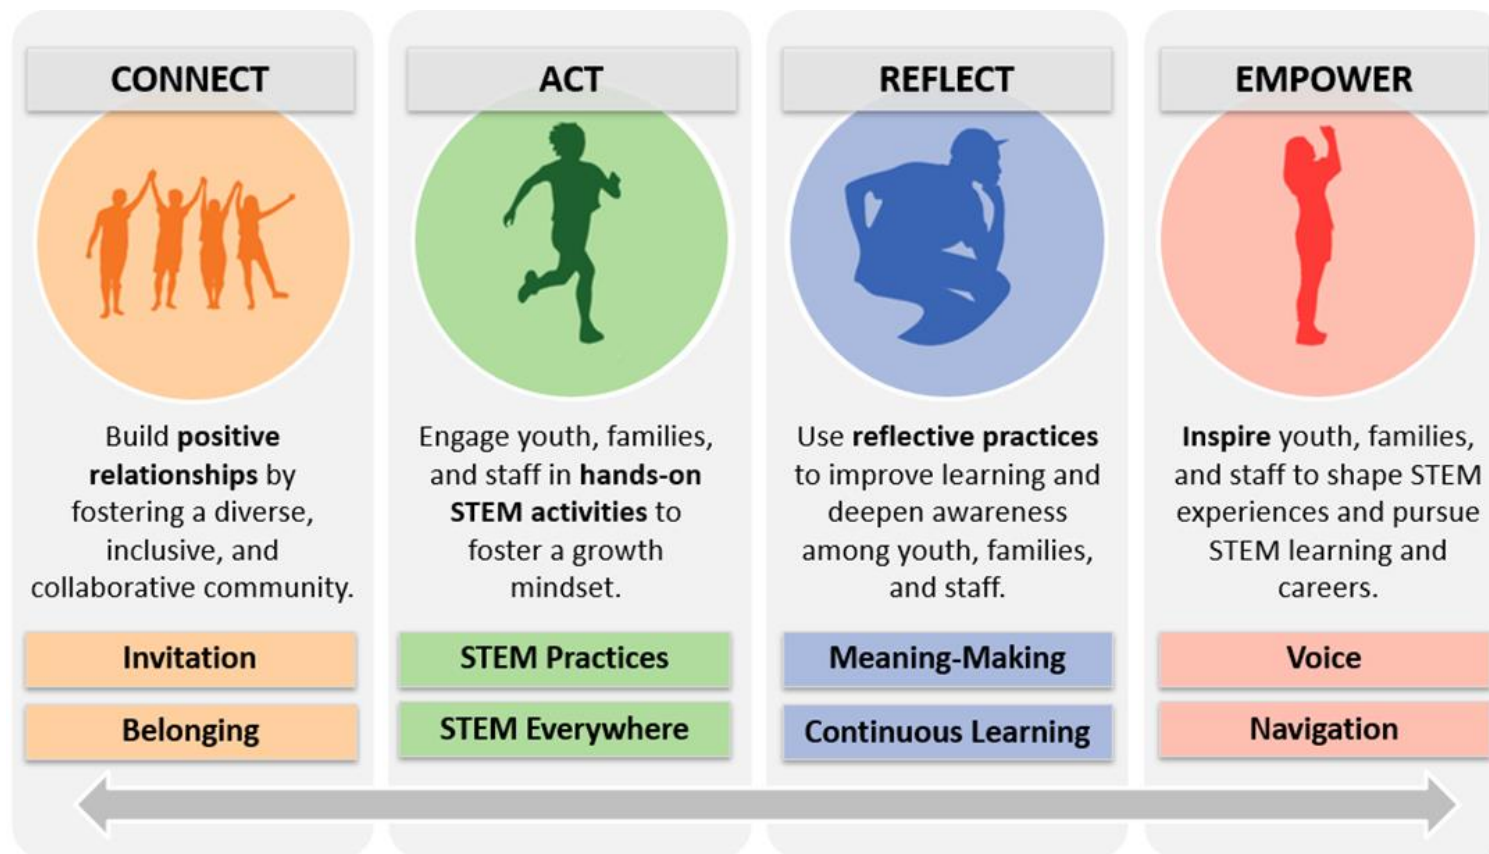 CONNECT
Build positive
relationships by
fostering a diverse,
inclusive, and
collaborative community.
Invitation
Belonging
ACT
Engage youth, families,
and staff in hands-on
STEM activities to
foster a growth
mindset.
STEM Practices
STEM Everywhere
REFLECT
Use reflective practices
to improve learning and
deepen awareness
among youth, families,
and staff.
Meaning-Making
Continuous Learning
EMPOWER
Inspire youth, families,
and staff to shape STEM
experiences and pursue
STEM learning and
careers.
Voice
Navigation